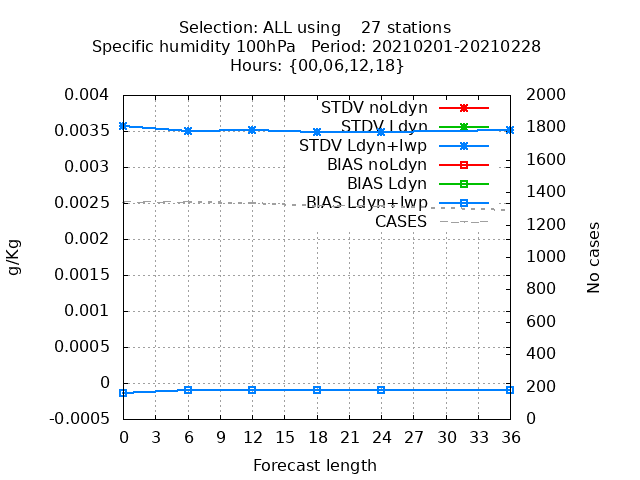 Selection: ALL using    27 stations
Specific humidity 100hPa   Period: 20210201-20210228
Hours: {00,06,12,18}
0.004
0.0035
0.003
0.0025
0.002
0.0015
0.001
0.0005
0
-0.0005
g/Kg
STDV noLdyn
STDV Ldyn
STDV Ldyn+lwp
BIAS noLdyn
BIAS Ldyn
BIAS Ldyn+lwp
CASES
2000
1800
1600
1400
1200
1000
800
600
400
200
0
No cases
0 3 6 9 12 15 18 21 24 27 30 33 36
Forecast length